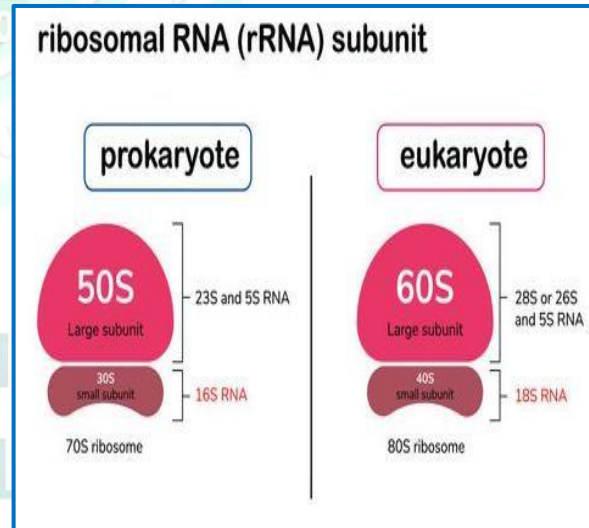 ribosomal RNA (rRNA) subunit
prokaryote
50S
Large subunit
23S and 5S RNA
30S
small subunit
16S RNA
70S ribosome
eukaryote
60S
Large subunit
28S or 26S
and 5S RNA
40S
small subunit
18S RNA
80S ribosome